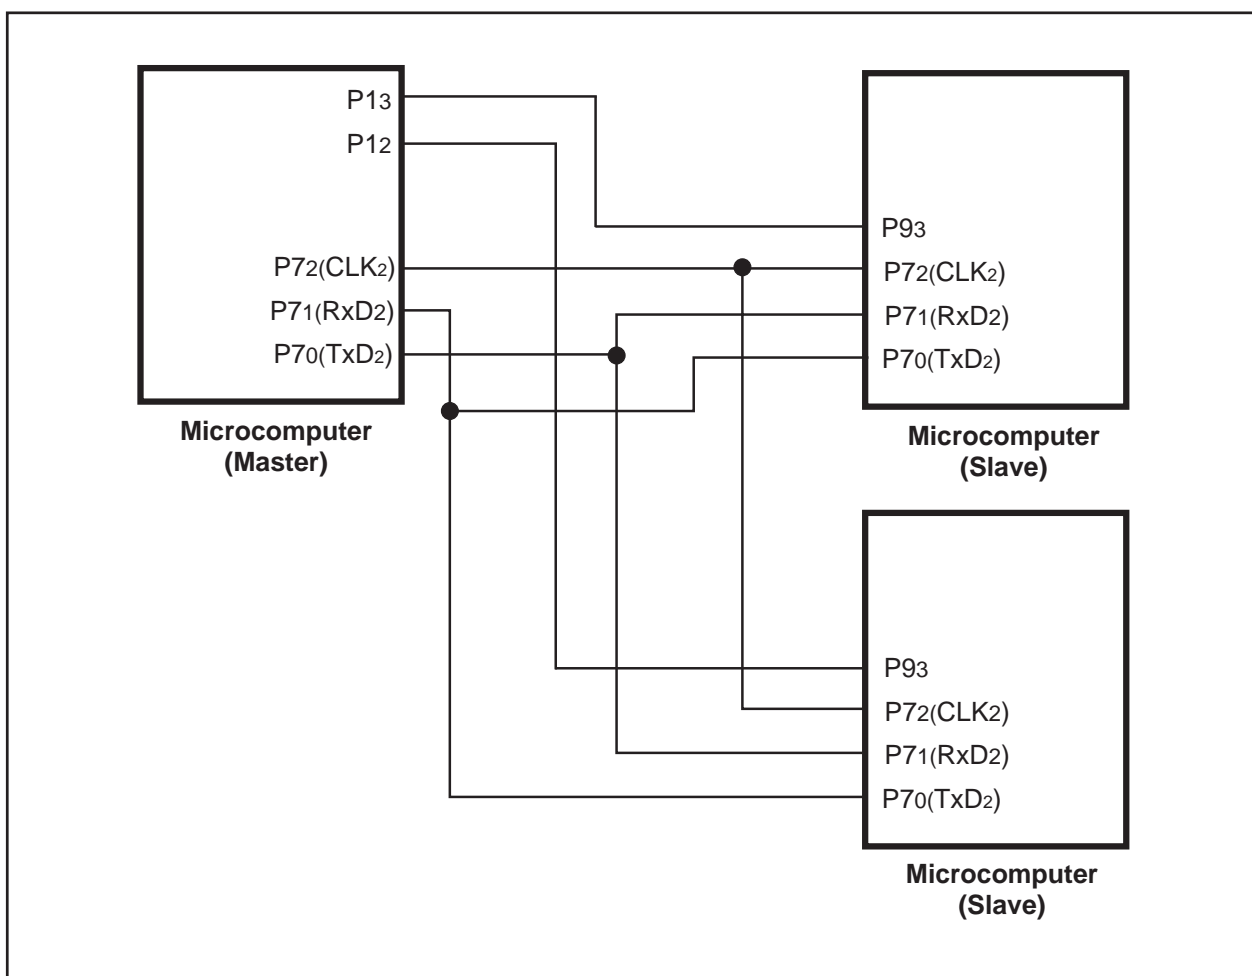 P13
P12
P72(CLK2)
P71(RxD2)
P70(TxD2)
Microcomputer
(Master)
P93
P72(CLK2)
P71(RxD2)
P70(TxD2)
Microcomputer
(Slave)
P93
P72(CLK2)
P71(RxD2)
P70(TxD2)
Microcomputer
(Slave)